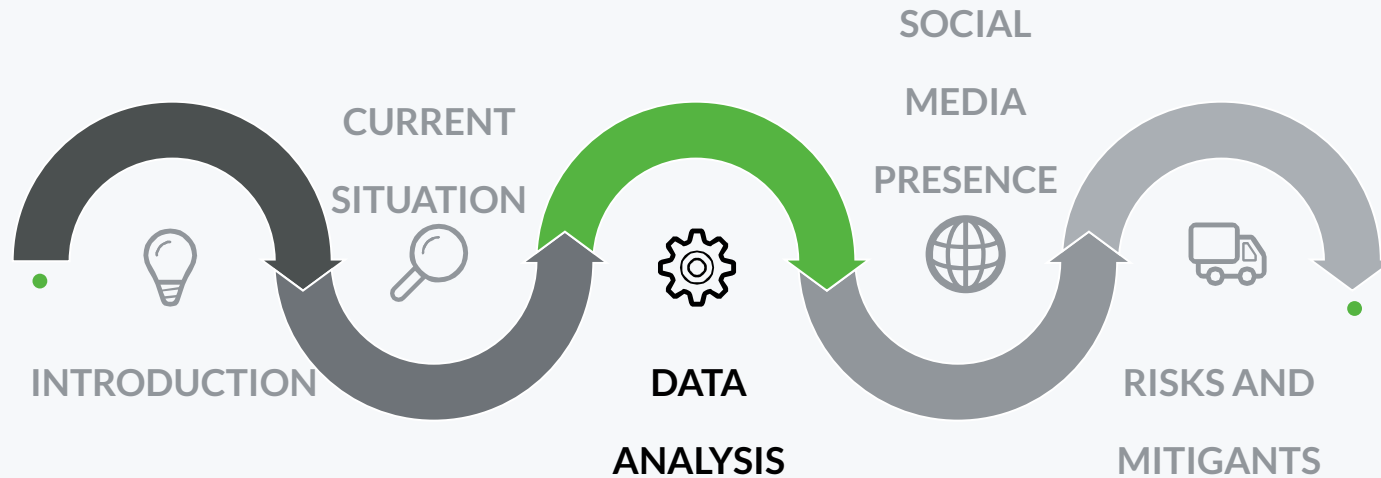 INTRODUCTION
CURRENT
SITUATION
DATA
ANALYSIS
SOCIAL
MEDIA
PRESENCE
RISKS AND
MITIGANTS